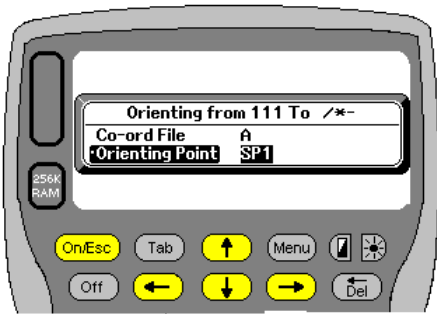 Orienting from 111 To /*-
Co-ord File A
·Orienting Point SP1
256K
RAM
On/Esc Tab Menu
Off Del